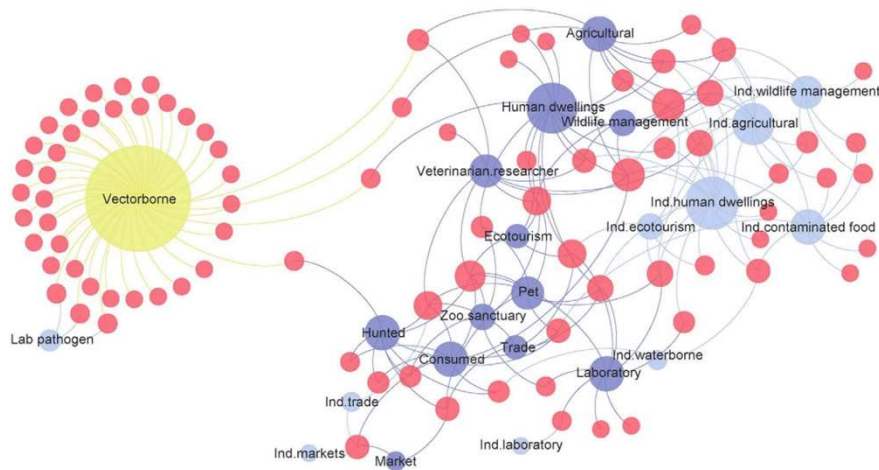 Agricultural
Ind.wildlife management
Human dwellings
Wildlife management
Ind.agricultural
Veterinarian.researcher
Vectorborne
Ind.human dwellings
Ind.ecotourism
Ind.contaminated food
Ecotourism
Pet
Zoo.sanctuary
Hunted
Lab pathogen
Trade
Consumed
Ind.waterborne
Laboratory
Ind.trade
Ind.laboratory
Ind.markets
Market